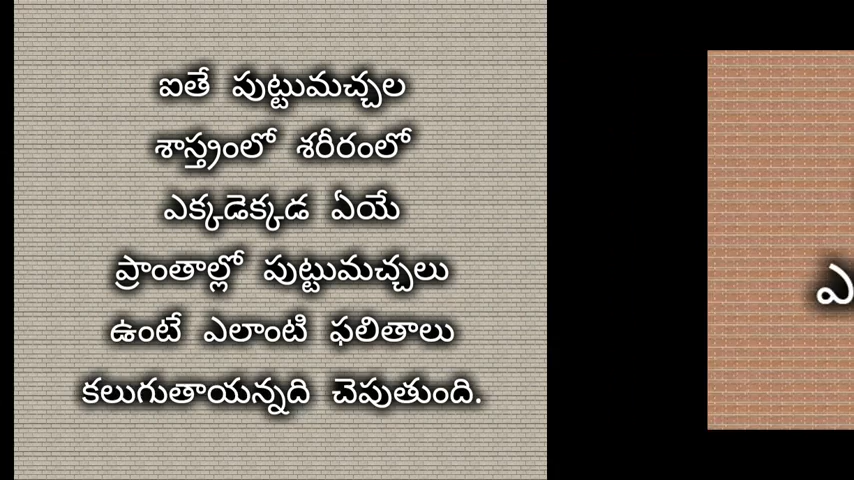 ఐతే పుట్టుమచ్చల
శాస్త్రంలో శరీరంలో
ఎక్కడెక్కడ ఏయే
ప్రాంతాల్లో పుట్టుమచ్చలు
ఉంటే ఎలాంటి ఫలితాలు
కలుగుతాయన్నది చెపుతుంది.
ఎ